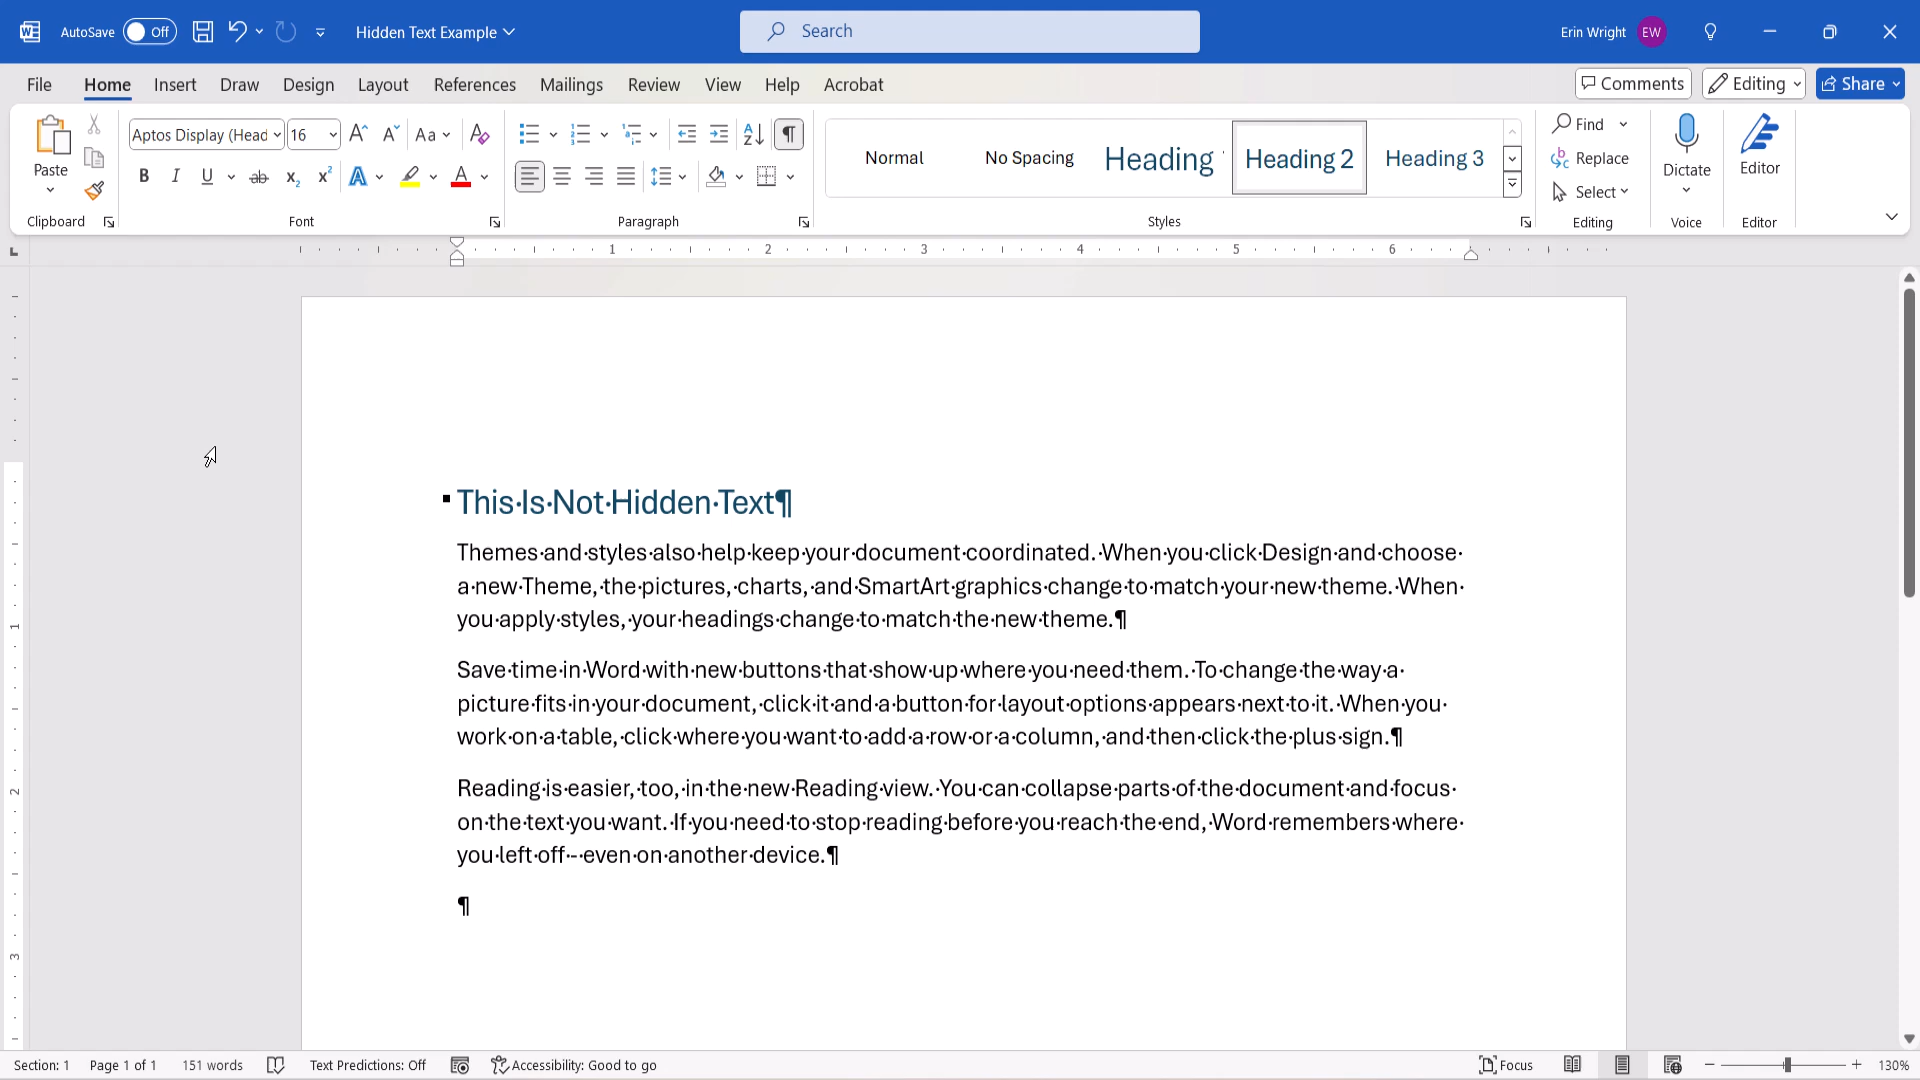 AutoSave Off Hidden Text Example Search Erin Wright EW
File Home Insert Draw Design Layout References Mailings Review View Help Acrobat Comments Editing Share
Paste Aptos Display (Head 16 Aa Normal No Spacing Heading Heading 2 Heading 3 Find Replace Select Dictate Editor
Clipboard Font Paragraph Styles Editing Voice Editor
1 2 3 4 5 6
This·Is·Not·Hidden·Text¶
Themes·and·styles·also·help·keep·your·document·coordinated.·When·you·click·Design·and·choose·
a·new·Theme,·the·pictures,·charts,·and·SmartArt·graphics·change·to·match·your·new·theme.·When·
you·apply·styles,·your·headings·change·to·match·the·new·theme.¶
Save·time·in·Word·with·new·buttons·that·show·up·where·you·need·them.·To·change·the·way·a·
picture·fits·in·your·document,·click·it·and·a·button·for·layout·options·appears·next·to·it.·When·you·
work·on·a·table,·click·where·you·want·to·add·a·row·or·a·column,·and·then·click·the·plus·sign.¶
Reading·is·easier,·too,·in·the·new·Reading·view.·You·can·collapse·parts·of·the·document·and·focus·
on·the·text·you·want.·If·you·need·to·stop·reading·before·you·reach·the·end,·Word·remembers·where·
you·left·off·-·even·on·another·device.¶
¶
1
2
3
Section: 1 Page 1 of 1 151 words Text Predictions: Off Accessibility: Good to go Focus 130%